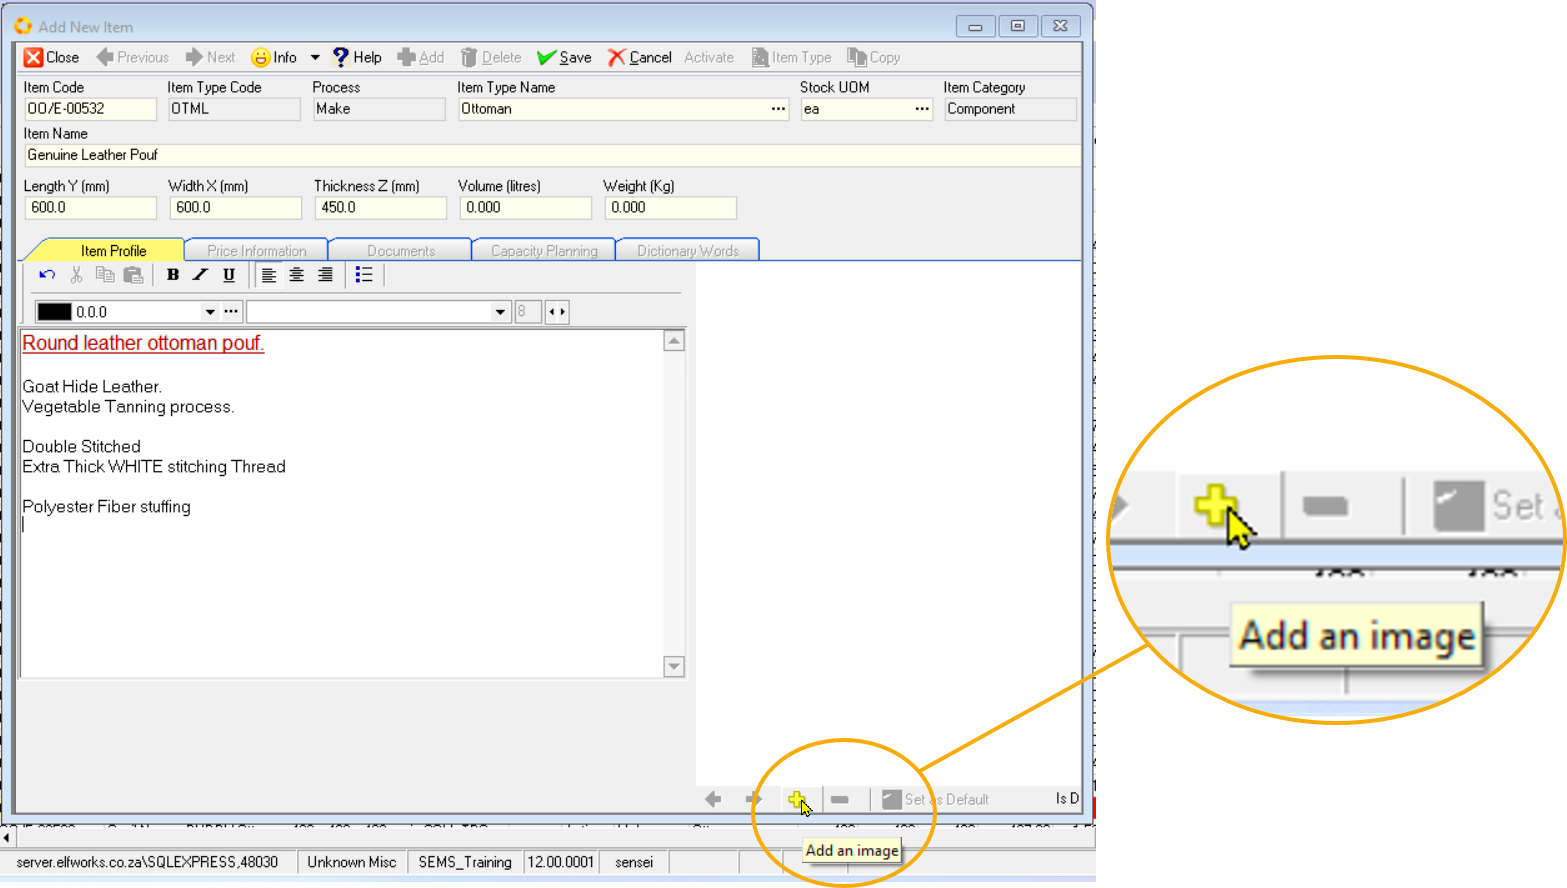 Add New Item
Close Previous Next Info Help Add Delete Save Cancel Activate Item Type Copy
Item Code Item Type Code Process Item Type Name Stock UOM Item Category
OO/E-00532 OTML Make Ottoman ... ea ... Component
Item Name
Genuine Leather Pouf
Length Y (mm) Width X (mm) Thickness Z (mm) Volume (litres) Weight (Kg)
600.0 600.0 450.0 0.000 0.000
Item Profile Price Information Documents Capacity Planning Dictionary Words
B I U
0.0.0 ... 8
Round leather ottoman pouf.
Goat Hide Leather.
Vegetable Tanning process.
Double Stitched
Extra Thick WHITE stitching Thread
Polyester Fiber stuffing
Set as Default Is D
Add an image
server.elfworks.co.za\SQLEXPRESS,48030 Unknown Misc SEMS_Training 12.00.0001 sensei
Set
Add an image